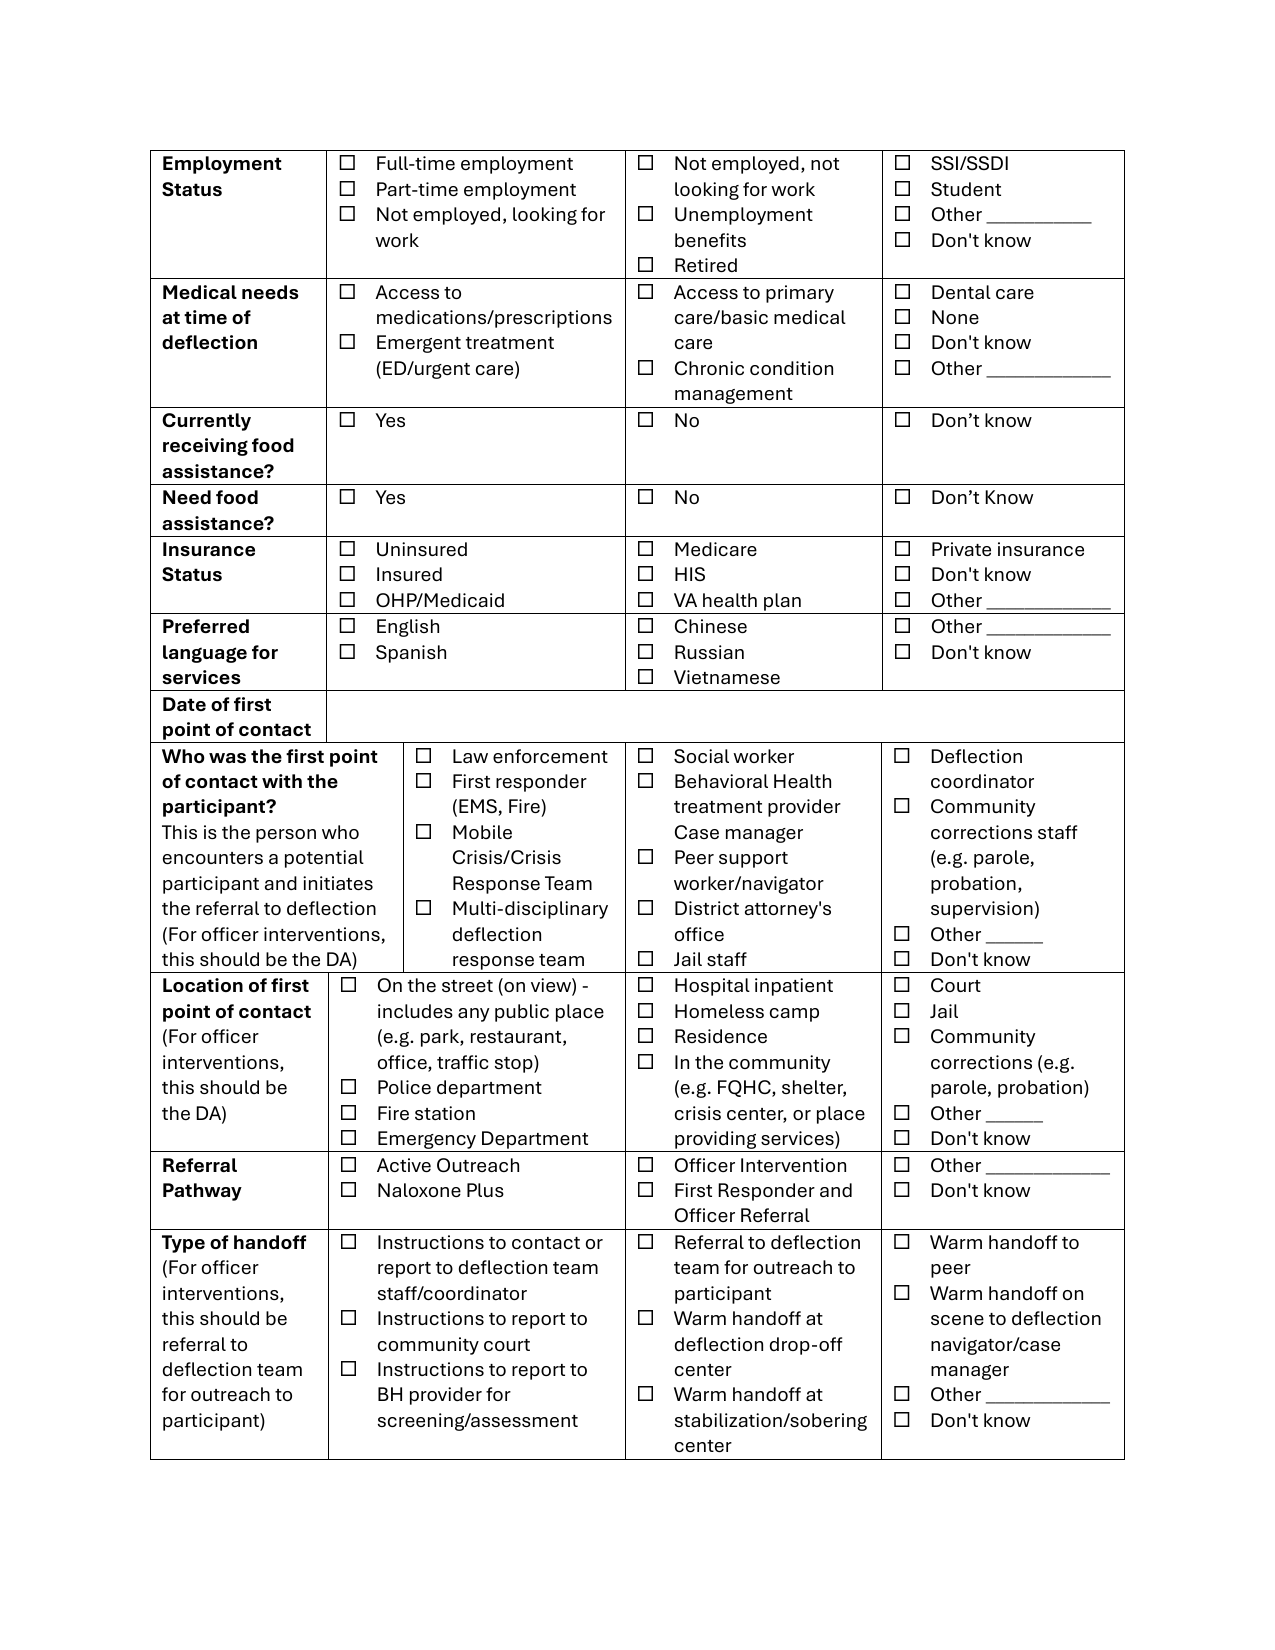 Employment
Status
☐ Full-time employment
☐ Part-time employment
☐ Not employed, looking for
work
☐ Not employed, not
looking for work
☐ Unemployment
benefits
☐ Retired
☐ SSI/SSDI
☐ Student
☐ Other ___________
☐ Don't know
Medical needs
at time of
deflection
☐ Access to
medications/prescriptions
☐ Emergent treatment
(ED/urgent care)
☐ Access to primary
care/basic medical
care
☐ Chronic condition
management
☐ Dental care
☐ None
☐ Don't know
☐ Other _____________
Currently
receiving food
assistance?
☐ Yes
☐ No
☐ Don’t know
Need food
assistance?
☐ Yes
☐ No
☐ Don’t Know
Insurance
Status
☐ Uninsured
☐ Insured
☐ OHP/Medicaid
☐ Medicare
☐ HIS
☐ VA health plan
☐ Private insurance
☐ Don't know
☐ Other _____________
Preferred
language for
services
☐ English
☐ Spanish
☐ Chinese
☐ Russian
☐ Vietnamese
☐ Other _____________
☐ Don't know
Date of first
point of contact
Who was the first point
of contact with the
participant?
This is the person who
encounters a potential
participant and initiates
the referral to deflection
(For officer interventions,
this should be the DA)
☐ Law enforcement
☐ First responder
(EMS, Fire)
☐ Mobile
Crisis/Crisis
Response Team
☐ Multi-disciplinary
deflection
response team
☐ Social worker
☐ Behavioral Health
treatment provider
Case manager
☐ Peer support
worker/navigator
☐ District attorney's
office
☐ Jail staff
☐ Deflection
coordinator
☐ Community
corrections staff
(e.g. parole,
probation,
supervision)
☐ Other ______
☐ Don't know
Location of first
point of contact
(For officer
interventions,
this should be
the DA)
☐ On the street (on view) -
includes any public place
(e.g. park, restaurant,
office, traffic stop)
☐ Police department
☐ Fire station
☐ Emergency Department
☐ Hospital inpatient
☐ Homeless camp
☐ Residence
☐ In the community
(e.g. FQHC, shelter,
crisis center, or place
providing services)
☐ Court
☐ Jail
☐ Community
corrections (e.g.
parole, probation)
☐ Other ______
☐ Don't know
Referral
Pathway
☐ Active Outreach
☐ Naloxone Plus
☐ Officer Intervention
☐ First Responder and
Officer Referral
☐ Other _____________
☐ Don't know
Type of handoff
(For officer
interventions,
this should be
referral to
deflection team
for outreach to
participant)
☐ Instructions to contact or
report to deflection team
staff/coordinator
☐ Instructions to report to
community court
☐ Instructions to report to
BH provider for
screening/assessment
☐ Referral to deflection
team for outreach to
participant
☐ Warm handoff at
deflection drop-off
center
☐ Warm handoff at
stabilization/sobering
center
☐ Warm handoff to
peer
☐ Warm handoff on
scene to deflection
navigator/case
manager
☐ Other _____________
☐ Don't know